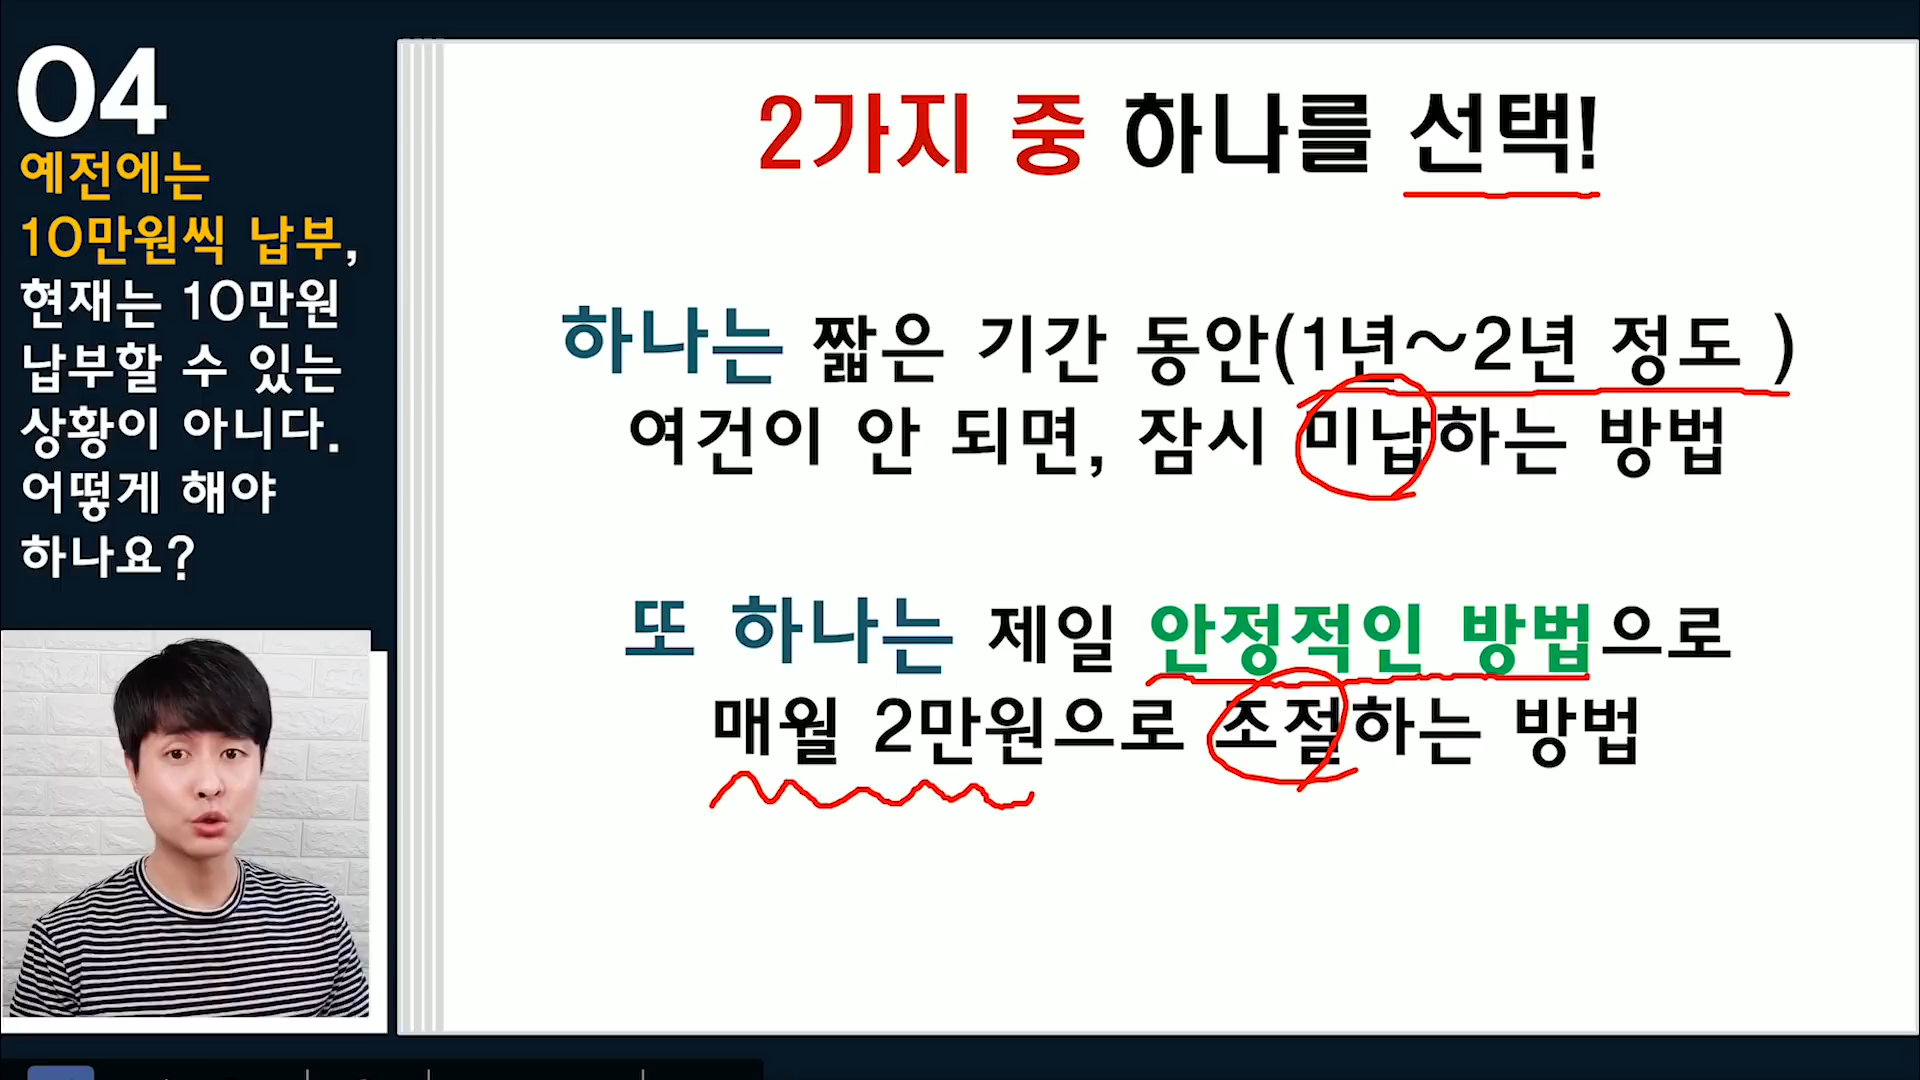 04
예전에는
10만원씩 납부,
현재는 10만원
납부할 수 있는
상황이 아니다.
어떻게 해야
하나요?
2가지 중 하나를 선택!
하나는 짧은 기간 동안(1년~2년 정도 )
여건이 안 되면, 잠시 미납하는 방법
또 하나는 제일 안정적인 방법으로
매월 2만원으로 조절하는 방법